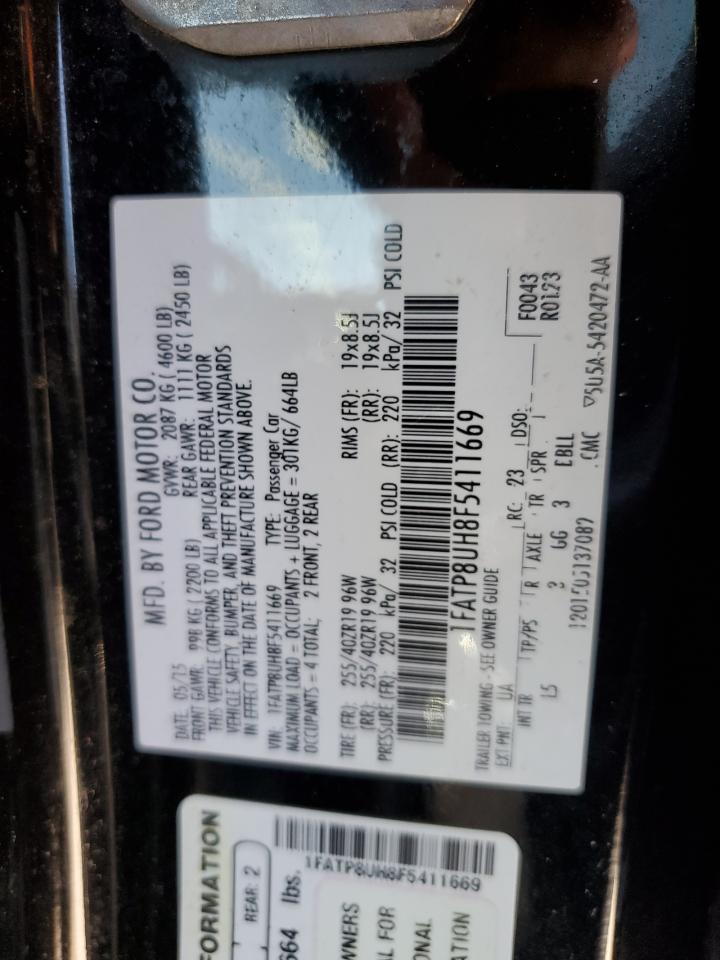 MFD. BY FORD MOTOR CO.
DATE 05/15 GVWR: 2087 KG ( 4600 LB)
FRONT GAWR: 998 KG ( 2200 LB) REAR GAWR: 1111 KG ( 2450 LB)
THIS VEHICLE CONFORMS TO ALL APPLICABLE FEDERAL MOTOR
VEHICLE SAFETY, BUMPER, AND THEFT PREVENTION STANDARDS
IN EFFECT ON THE DATE OF MANUFACTURE SHOWN ABOVE.
VIN: 1FATP8UH8F5411669 TYPE: Passenger Car
MAXIMUM LOAD = OCCUPANTS + LUGGAGE = 301KG/ 664LB
OCCUPANTS = 4 TOTAL; 2 FRONT, 2 REAR
TIRE (FR): 255/40ZR19 96W RIMS (FR): 19x8.5J
(RR): 255/40ZR19 96W (RR): 19x8.5J
PRESSURE (FR): 220 kPa/ 32 PSI COLD (RR): 220 kPa/ 32 PSI COLD
1FATP8UH8F5411669
TRAILER TOWING - SEE OWNER GUIDE
EXT PNT: UA RC: 23 DSO: F0043
R0123
INT TR TP/PS R AXLE TR SPR
LS 3 6G 3 EBLL
.CMC 5U5A-5420472-AA
FORMATION
REAR: 2
664 lbs.
1FATP8UH8F5411669
WNERS
AL FOR
ONAL
ATION